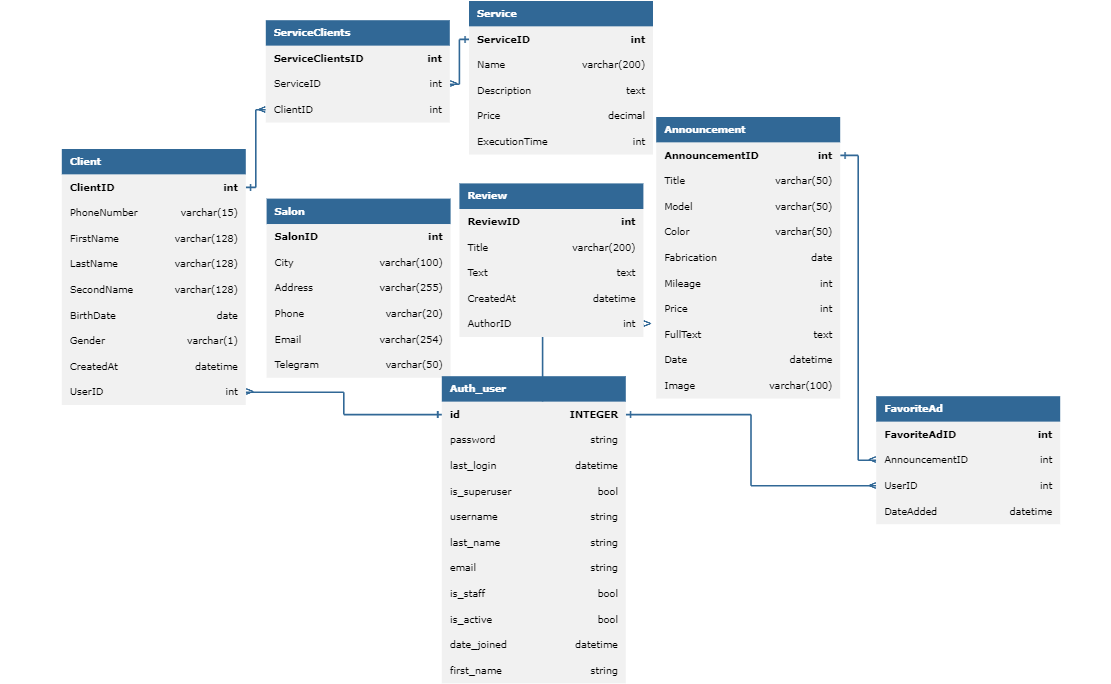 Service
ServiceID int
Name varchar(200)
Description text
Price decimal
ExecutionTime int
ServiceClients
ServiceClientsID int
ServiceID int
ClientID int
Announcement
AnnouncementID int
Title varchar(50)
Model varchar(50)
Color varchar(50)
Fabrication date
Mileage int
Price int
FullText text
Date datetime
Image varchar(100)
Client
ClientID int
PhoneNumber varchar(15)
FirstName varchar(128)
LastName varchar(128)
SecondName varchar(128)
BirthDate date
Gender varchar(1)
CreatedAt datetime
UserID int
Salon
SalonID int
City varchar(100)
Address varchar(255)
Phone varchar(20)
Email varchar(254)
Telegram varchar(50)
Review
ReviewID int
Title varchar(200)
Text text
CreatedAt datetime
AuthorID int
Auth_user
id INTEGER
password string
last_login datetime
is_superuser bool
username string
last_name string
email string
is_staff bool
is_active bool
date_joined datetime
first_name string
FavoriteAd
FavoriteAdID int
AnnouncementID int
UserID int
DateAdded datetime